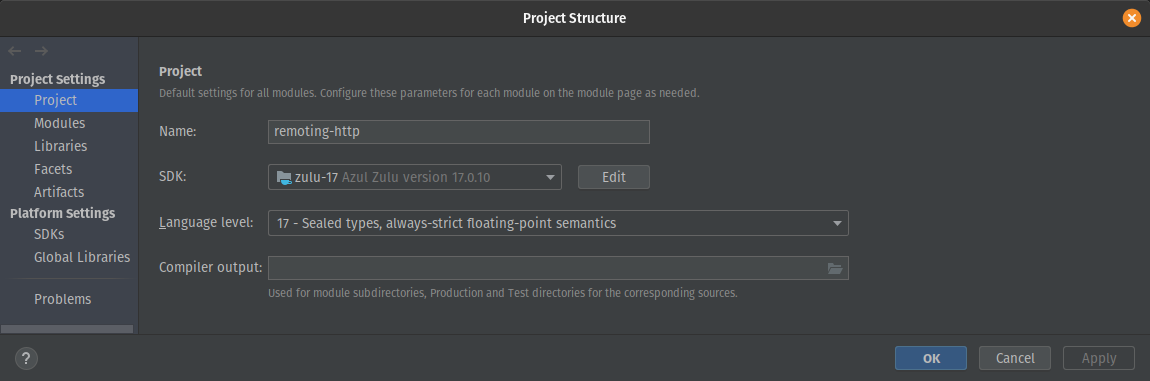 Project Structure
Project Settings
Project
Modules
Libraries
Facets
Artifacts
Platform Settings
SDKs
Global Libraries
Problems
Project
Default settings for all modules. Configure these parameters for each module on the module page as needed.
Name: remoting-http
SDK: zulu-17 Azul Zulu version 17.0.10 Edit
Language level: 17 - Sealed types, always-strict floating-point semantics
Compiler output:
Used for module subdirectories, Production and Test directories for the corresponding sources.
? OK Cancel Apply